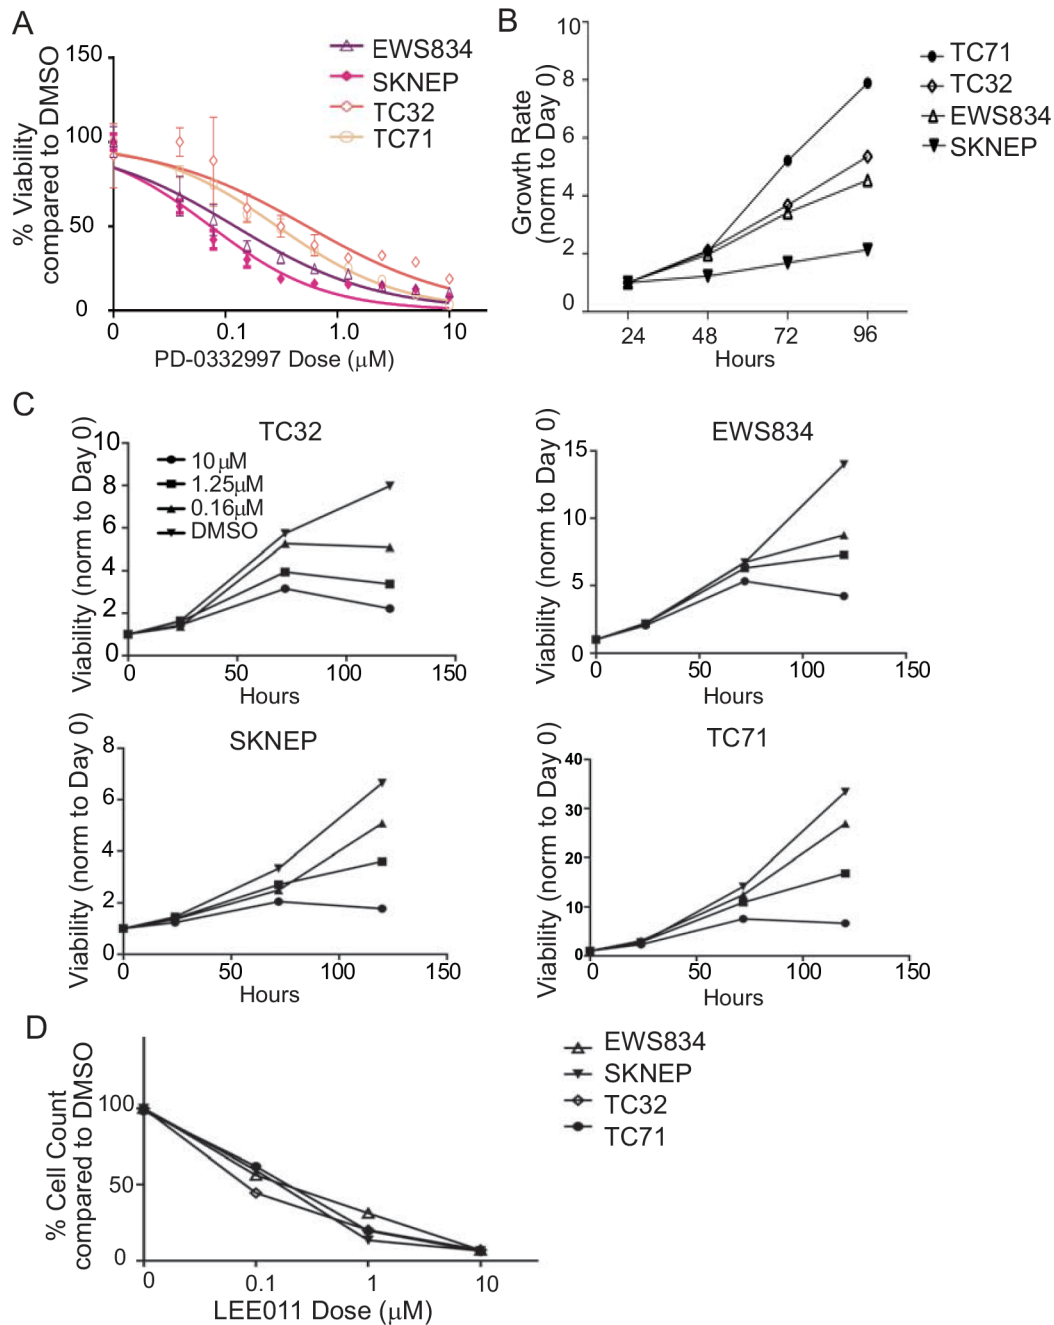 A
% Viability
compared to DMSO
150
100
50
0
0
0.1
1.0
10
PD-0332997 Dose (μM)
EWS834
SKNEP
TC32
TC71
B
Growth Rate
(norm to Day 0)
10
8
6
4
2
0
24
48
72
96
Hours
TC71
TC32
EWS834
SKNEP
C
TC32
Viability (norm to Day 0)
10
8
6
4
2
0
0
50
100
150
Hours
10μM
1.25μM
0.16μM
DMSO
EWS834
Viability (norm to Day 0)
15
10
5
0
0
50
100
150
Hours
SKNEP
Viability (norm to Day 0)
8
6
4
2
0
0
50
100
150
Hours
TC71
Viability (norm to Day 0)
40
30
20
10
0
0
50
100
150
Hours
D
% Cell Count
compared to DMSO
100
50
0
0
0.1
1
10
LEE011 Dose (μM)
EWS834
SKNEP
TC32
TC71